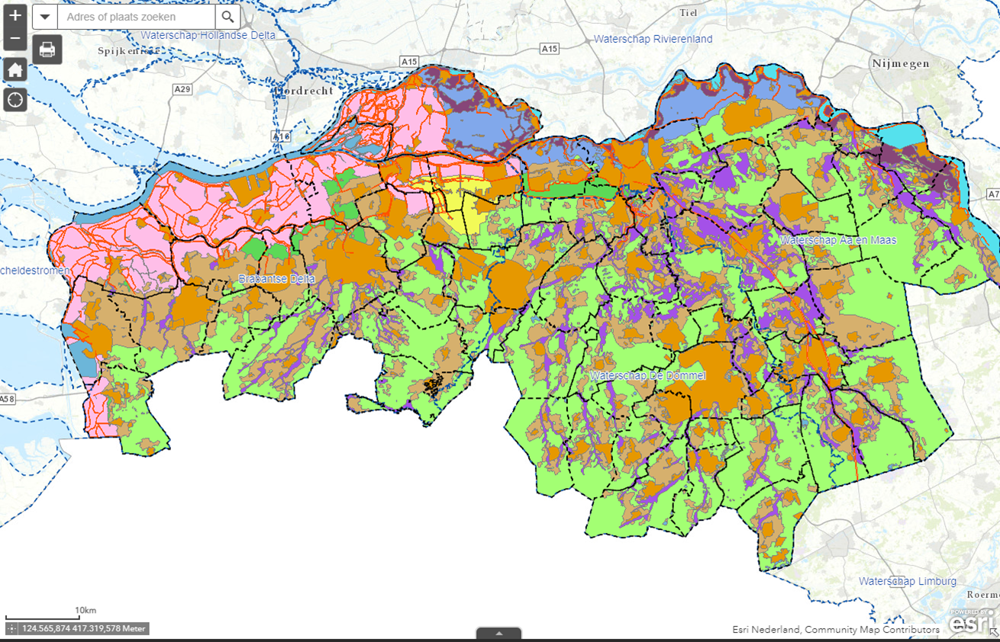 +
Adres of plaats zoeken
−
Tiel
Waterschap Hollandse Delta
Waterschap Rivierenland
A15
A15
Nijmegen
A29
A16
Brabantse Delta
Waterschap Aa en Maas
cheldestromen
Waterschap De Dommel
A58
A7
Waterschap Limburg
Roerm
10km
124.565,874 417.319,578 Meter
Esri Nederland, Community Map Contributors
POWERED BY
esri